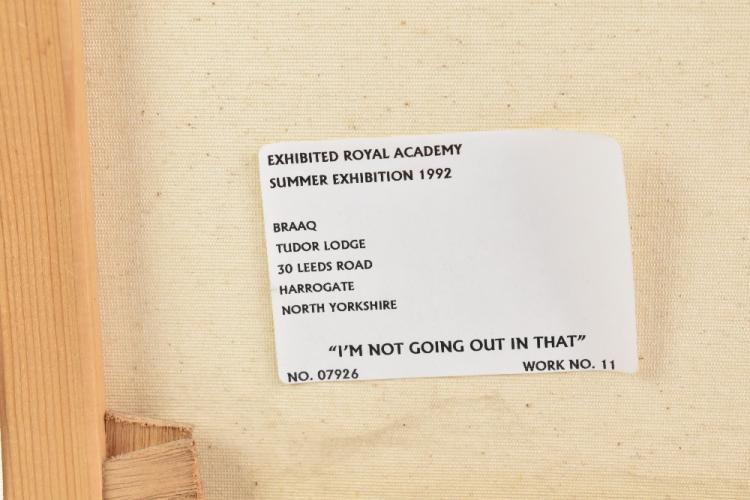 EXHIBITED ROYAL ACADEMY
SUMMER EXHIBITION 1992
BRAAQ
TUDOR LODGE
30 LEEDS ROAD
HARROGATE
NORTH YORKSHIRE
“I’M NOT GOING OUT IN THAT”
NO. 07926 WORK NO. 11